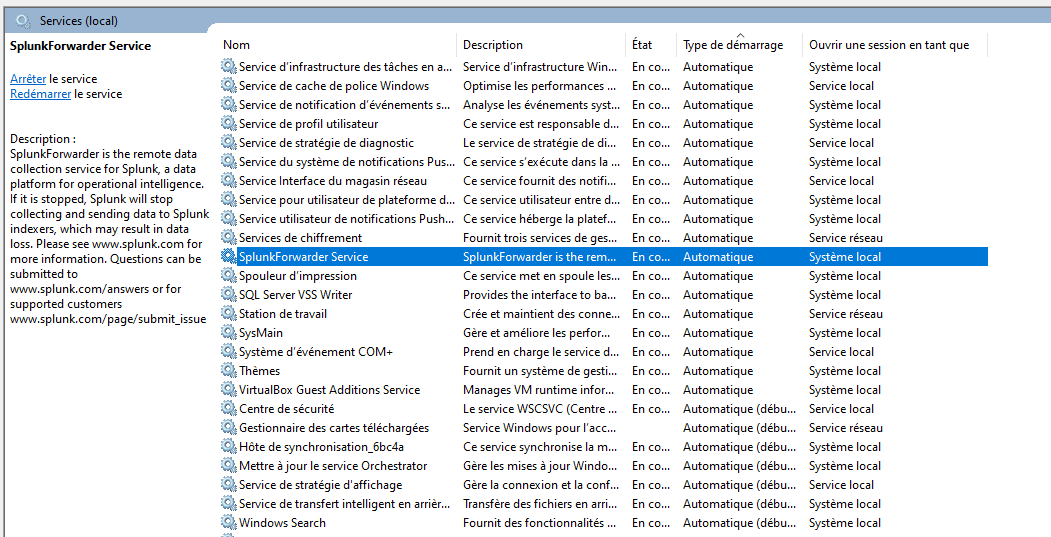 Services (local)
SplunkForwarder Service
Arrêter le service
Redémarrer le service
Description :
SplunkForwarder is the remote data
collection service for Splunk, a data
platform for operational intelligence.
If it is stopped, Splunk will stop
collecting and sending data to Splunk
indexers, which may result in data
loss. Please see www.splunk.com for
more information. Questions can be
submitted to
www.splunk.com/answers or for
supported customers
www.splunk.com/page/submit_issue
Nom Description État Type de démarrage Ouvrir une session en tant que
Service d’infrastructure des tâches en a... Service d’infrastructure Win... En co... Automatique Système local
Service de cache de police Windows Optimise les performances ... En co... Automatique Service local
Service de notification d’événements s... Analyse les événements syst... En co... Automatique Système local
Service de profil utilisateur Ce service est responsable d... En co... Automatique Système local
Service de stratégie de diagnostic Le service de stratégie de di... En co... Automatique Service local
Service du système de notifications Pus... Ce service s’exécute dans la ... En co... Automatique Système local
Service Interface du magasin réseau Ce service fournit des notifi... En co... Automatique Service local
Service pour utilisateur de plateforme d... Ce service utilisateur entre d... En co... Automatique Système local
Service utilisateur de notifications Push... Ce service héberge la platef... En co... Automatique Système local
Services de chiffrement Fournit trois services de ges... En co... Automatique Service réseau
SplunkForwarder Service SplunkForwarder is the rem... En co... Automatique Système local
Spouleur d’impression Ce service met en spoule les... En co... Automatique Système local
SQL Server VSS Writer Provides the interface to ba... En co... Automatique Système local
Station de travail Crée et maintient des conne... En co... Automatique Service réseau
SysMain Gère et améliore les perfor... En co... Automatique Système local
Système d’événement COM+ Prend en charge le service d... En co... Automatique Service local
Thèmes Fournit un système de gesti... En co... Automatique Système local
VirtualBox Guest Additions Service Manages VM runtime infor... En co... Automatique Système local
Centre de sécurité Le service WSCSVC (Centre ... En co... Automatique (débu... Service local
Gestionnaire des cartes téléchargées Service Windows pour l’acc... Automatique (débu... Service réseau
Hôte de synchronisation_6bc4a Ce service synchronise la m... En co... Automatique (débu... Système local
Mettre à jour le service Orchestrator Gère les mises à jour Windo... En co... Automatique (débu... Système local
Service de stratégie d'affichage Gère la connexion et la conf... En co... Automatique (débu... Service local
Service de transfert intelligent en arrièr... Transfère des fichiers en arri... En co... Automatique (débu... Système local
Windows Search Fournit des fonctionnalités ... En co... Automatique (débu... Système local